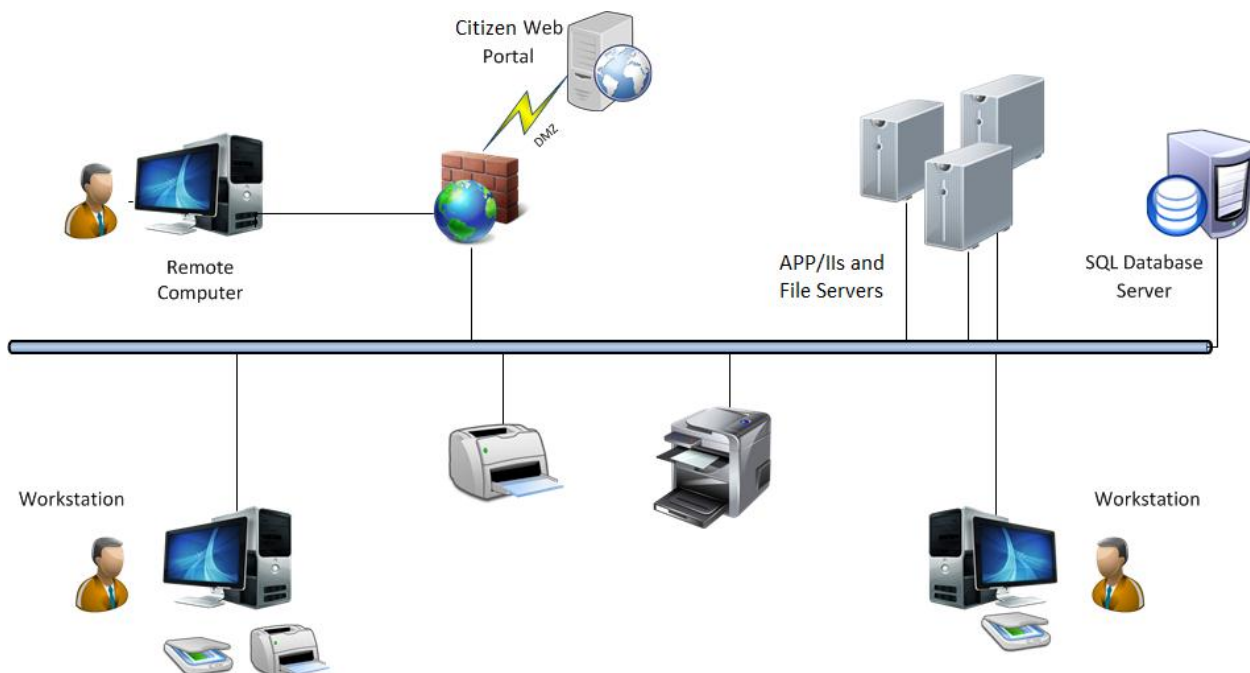 Citizen Web
Portal
DMZ
Remote
Computer
APP/IIs and
File Servers
SQL Database
Server
Workstation
Workstation